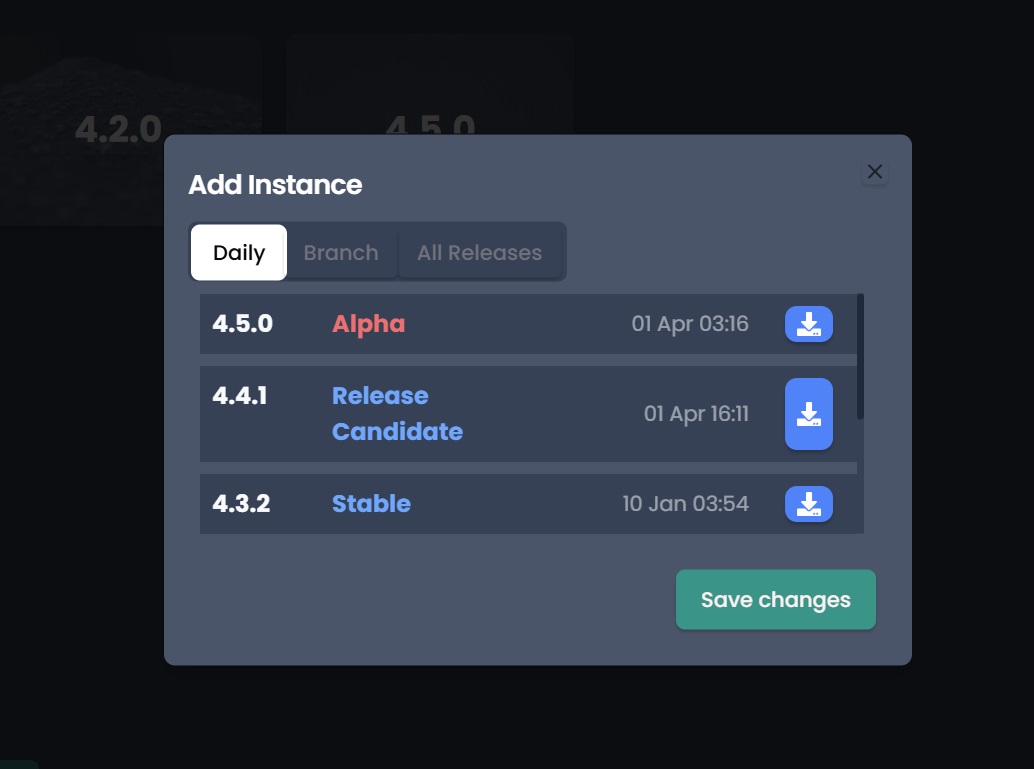 4.2.0
4.5.0
Add Instance
Daily Branch All Releases
4.5.0 Alpha 01 Apr 03:16
4.4.1 Release Candidate 01 Apr 16:11
4.3.2 Stable 10 Jan 03:54
Save changes